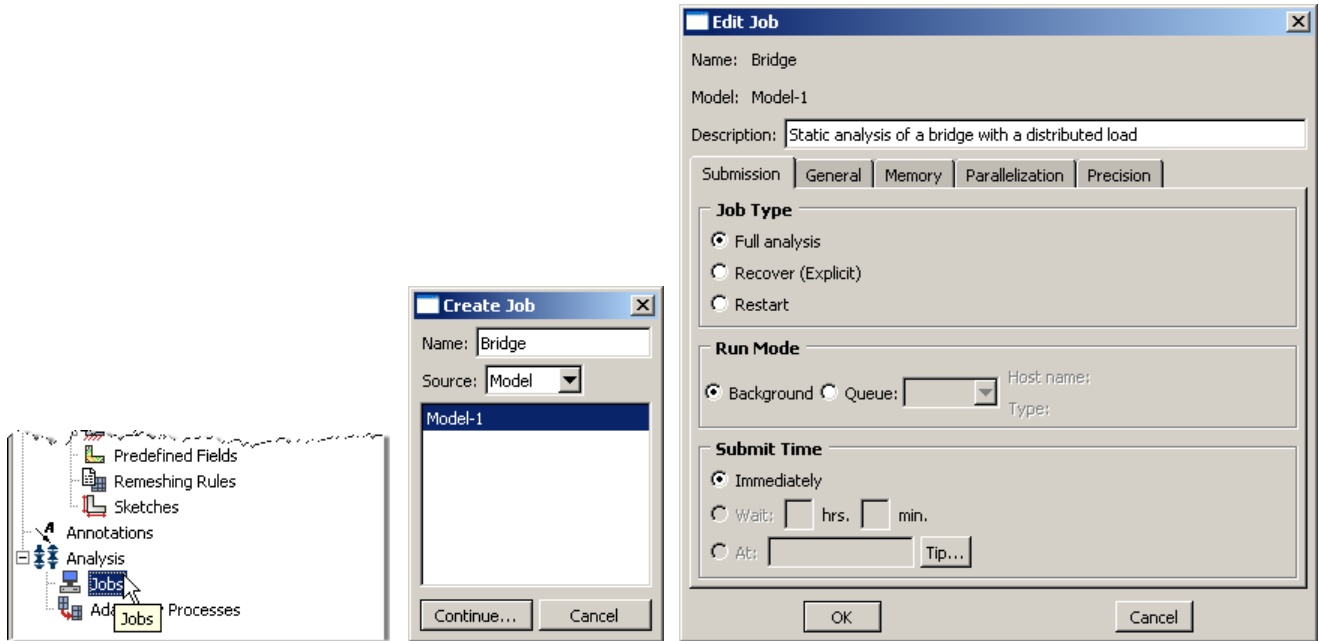 Predefined Fields
Remeshing Rules
Sketches
Annotations
Analysis
Jobs
Processes
Jobs
Create Job
Name: Bridge
Source: Model
Model-1
Continue... Cancel
Edit Job
Name: Bridge
Model: Model-1
Description: Static analysis of a bridge with a distributed load
Submission General Memory Parallelization Precision
Job Type
Full analysis
Recover (Explicit)
Restart
Run Mode
Background Queue: Host name:
Type:
Submit Time
Immediately
Wait: hrs. min.
At: Tip...
OK Cancel